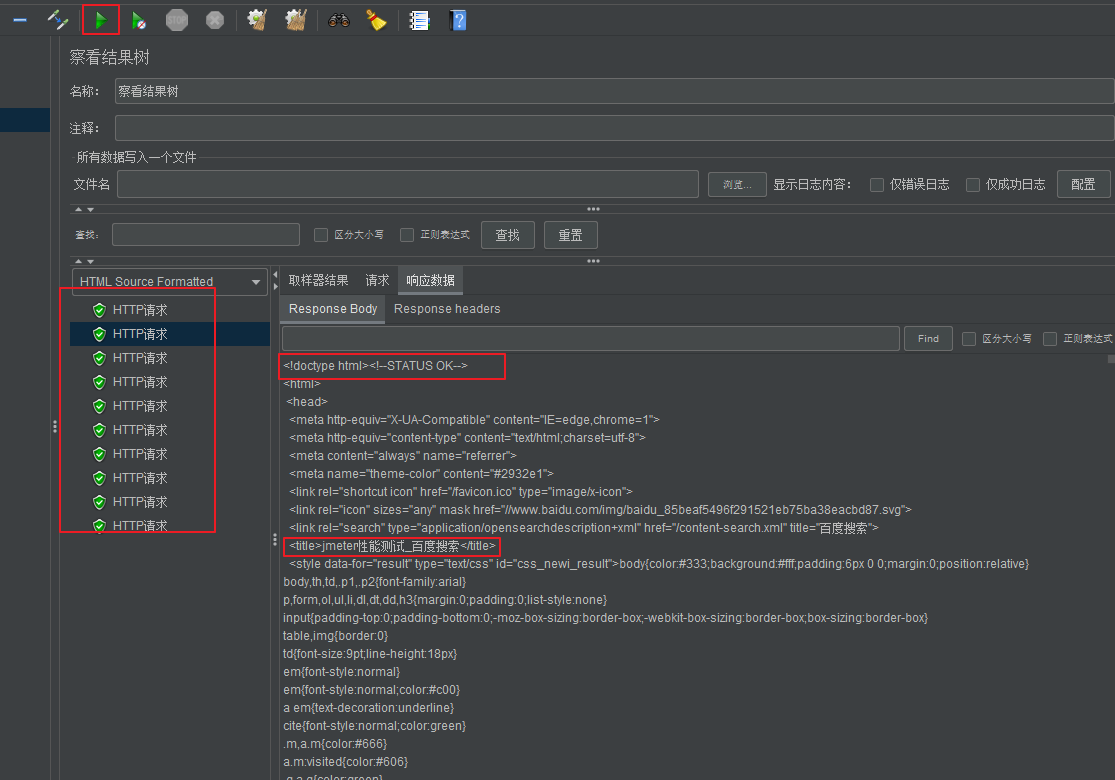 STOP
?
察看结果树
名称：
察看结果树
注释：
所有数据写入一个文件
文件名
浏览...
显示日志内容：
仅错误日志
仅成功日志
配置
查找:
区分大小写
正则表达式
查找
重置
HTML Source Formatted
取样器结果
请求
响应数据
HTTP请求
HTTP请求
HTTP请求
HTTP请求
HTTP请求
HTTP请求
HTTP请求
HTTP请求
HTTP请求
HTTP请求
Response Body
Response headers
Find
区分大小写
正则表达式
<!doctype html><!--STATUS OK-->
<html>
<head>
<meta http-equiv="X-UA-Compatible" content="IE=edge,chrome=1">
<meta http-equiv="content-type" content="text/html;charset=utf-8">
<meta content="always" name="referrer">
<meta name="theme-color" content="#2932e1">
<link rel="shortcut icon" href="/favicon.ico" type="image/x-icon">
<link rel="icon" sizes="any" mask href="//www.baidu.com/img/baidu_85beaf5496f291521eb75ba38eacbd87.svg">
<link rel="search" type="application/opensearchdescription+xml" href="/content-search.xml" title="百度搜索">
<title>jmeter性能测试_百度搜索</title>
<style data-for="result" type="text/css" id="css_newi_result">body{color:#333;background:#fff;padding:6px 0 0;margin:0;position:relative}
body,th,td,.p1,.p2{font-family:arial}
p,form,ol,ul,li,dl,dt,dd,h3{margin:0;padding:0;list-style:none}
input{padding-top:0;padding-bottom:0;-moz-box-sizing:border-box;-webkit-box-sizing:border-box;box-sizing:border-box}
table,img{border:0}
td{font-size:9pt;line-height:18px}
em{font-style:normal}
em{font-style:normal;color:#c00}
a em{text-decoration:underline}
cite{font-style:normal;color:green}
.m,a.m{color:#666}
a.m:visited{color:#606}
.g,a.g{color:green}